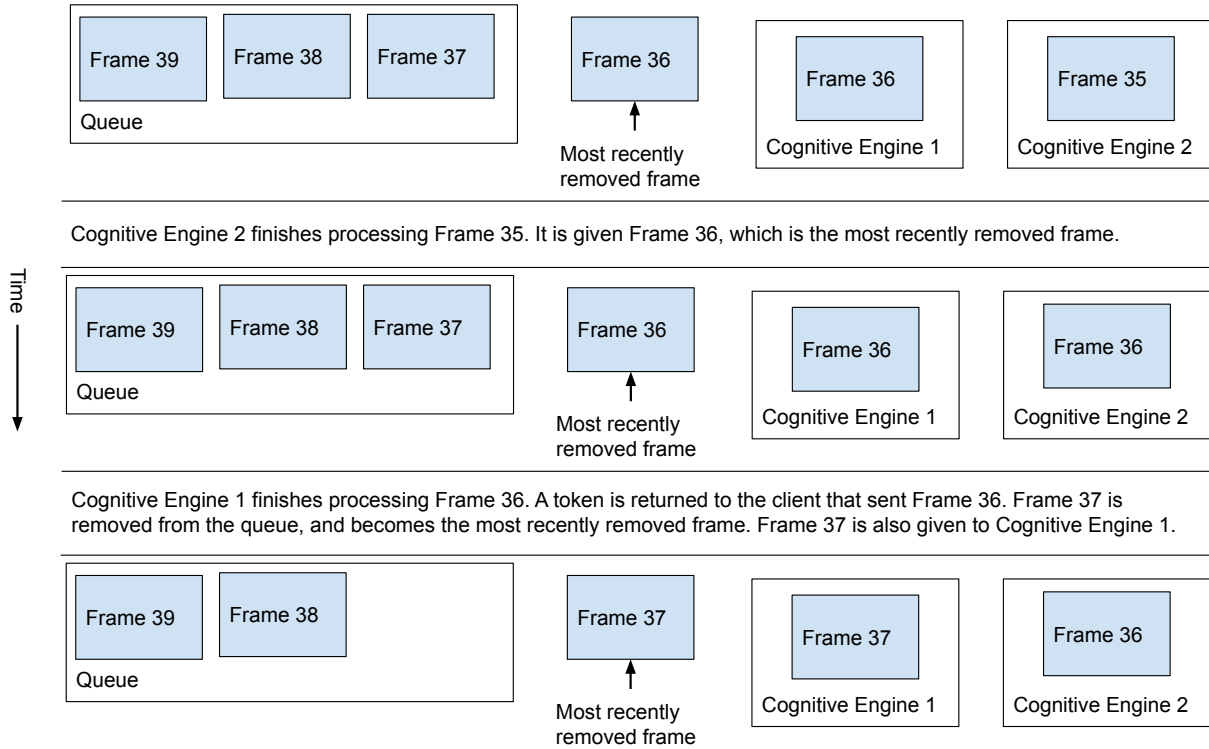 Frame 39
Frame 38
Frame 37
Queue
Frame 36
Most recently
removed frame
Frame 36
Cognitive Engine 1
Frame 35
Cognitive Engine 2
Cognitive Engine 2 finishes processing Frame 35. It is given Frame 36, which is the most recently removed frame.
Time
Frame 39
Frame 38
Frame 37
Queue
Frame 36
Most recently
removed frame
Frame 36
Cognitive Engine 1
Frame 36
Cognitive Engine 2
Cognitive Engine 1 finishes processing Frame 36. A token is returned to the client that sent Frame 36. Frame 37 is
removed from the queue, and becomes the most recently removed frame. Frame 37 is also given to Cognitive Engine 1.
Frame 39
Frame 38
Queue
Frame 37
Most recently
removed frame
Frame 37
Cognitive Engine 1
Frame 36
Cognitive Engine 2